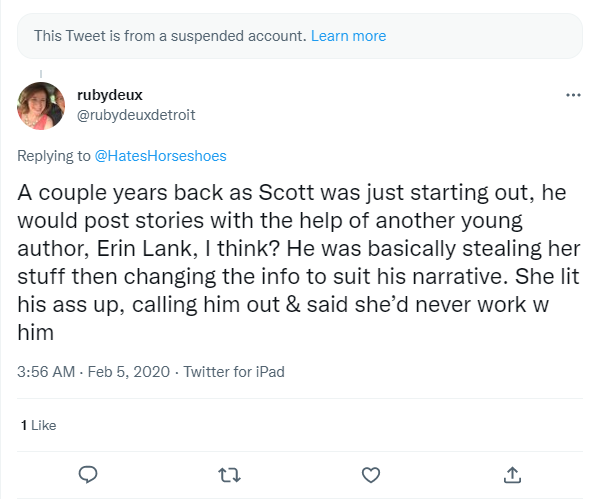 This Tweet is from a suspended account. Learn more
rubydeux
@rubydeuxdetroit
Replying to @HatesHorseshoes
A couple years back as Scott was just starting out, he
would post stories with the help of another young
author, Erin Lank, I think? He was basically stealing her
stuff then changing the info to suit his narrative. She lit
his ass up, calling him out & said she’d never work w
him
3:56 AM · Feb 5, 2020 · Twitter for iPad
1 Like